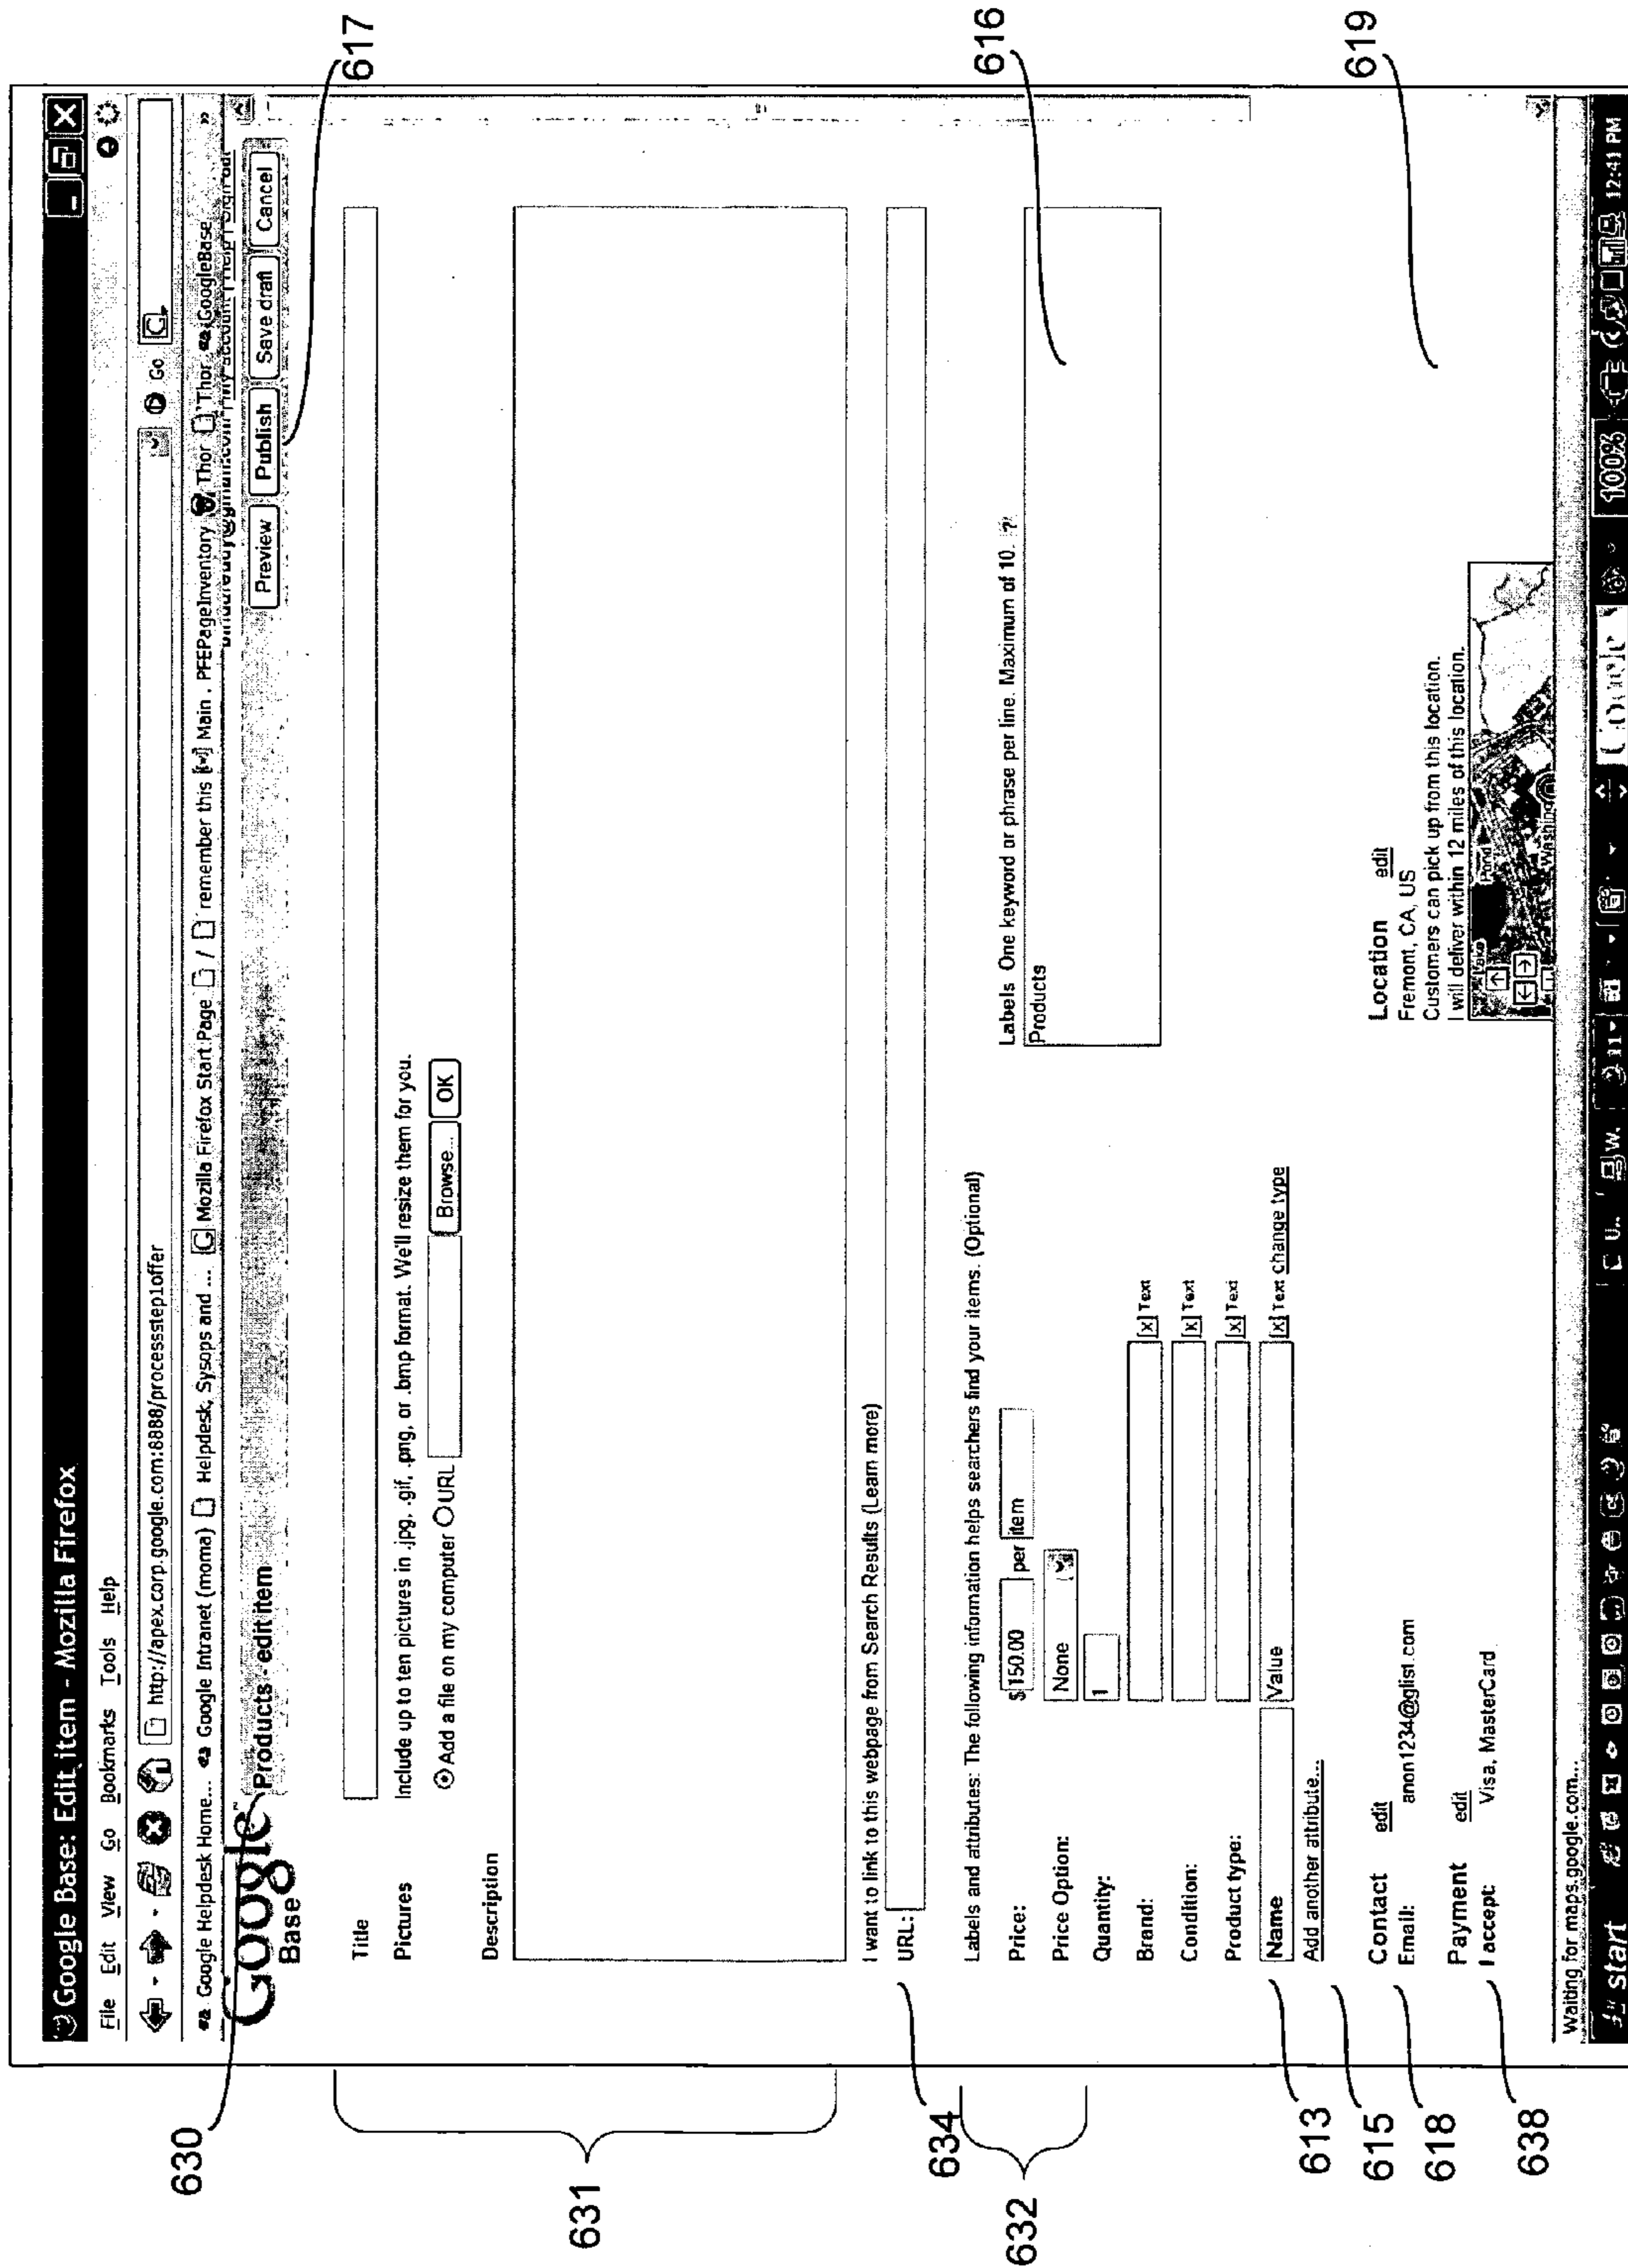 Google Base: Edit item - Mozilla Firefox
File Edit View Go Bookmarks Tools Help
http://apex.corp.google.com:8888/processstep1offer Go
Google Helpdesk Home... Google Intranet (moma) Helpdesk, Sysops and ... Mozilla Firefox Start Page / remember this Main . PFEPageInventory Thor Thor GoogleBase
My account | Help | Sign out
Google Base
Products - edit item
Preview Publish Save draft Cancel
630
617
Title
Pictures Include up to ten pictures in .jpg, .gif, .png, or .bmp format. We'll resize them for you.
Add a file on my computer URL Browse... OK
631
Description
I want to link to this webpage from Search Results (Learn more)
URL:
634
Labels and attributes: The following information helps searchers find your items. (Optional)
632
Price: $ 150.00 per item
Labels One keyword or phrase per line. Maximum of 10. ?
Products
616
Price Option: None
Quantity: 1
Brand: [x] Text
Condition: [x] Text
Product type: [x] Text
Name Value [x] Text change type
613
Add another attribute...
615
Contact edit
Email: anon1234@glist.com
618
Payment edit
I accept: Visa, MasterCard
638
Location edit
Fremont, CA, US
Customers can pick up from this location.
I will deliver within 12 miles of this location.
619
Lake
Pond
Washing
Waiting for maps.google.com...
start
U..
W.
11
100%
12:41 PM